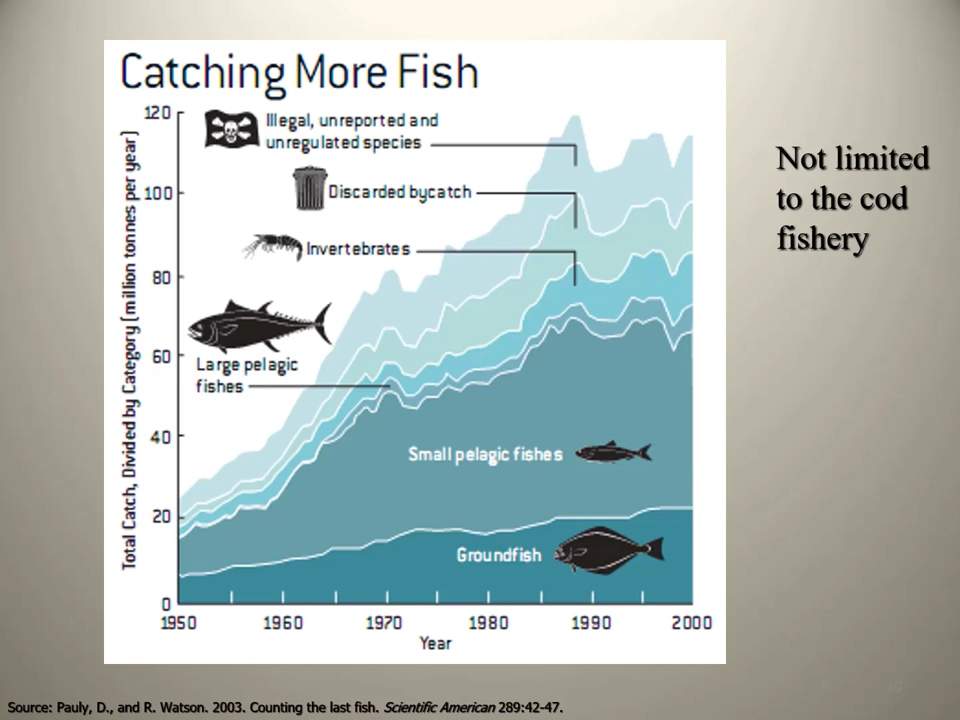 Catching More Fish
Total Catch, Divided by Category (million tonnes per year)
120
100
80
60
40
20
0
Illegal, unreported and
unregulated species
Discarded bycatch
Invertebrates
Large pelagic
fishes
Small pelagic fishes
Groundfish
1950 1960 1970 1980 1990 2000
Year
Not limited
to the cod
fishery
Source: Pauly, D., and R. Watson. 2003. Counting the last fish. Scientific American 289:42-47.